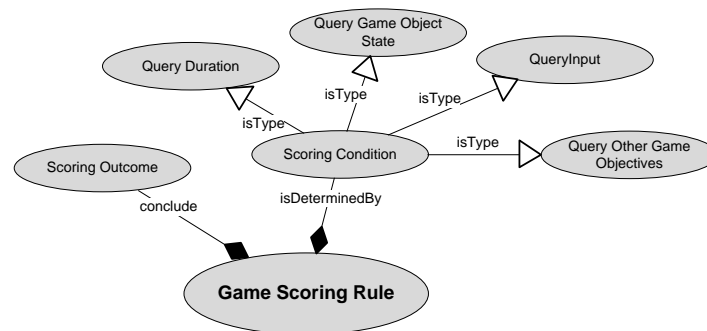 Query Game Object
State
Query Duration
QueryInput
isType
isType
isType
isType
Scoring Condition
Query Other Game
Objectives
Scoring Outcome
conclude
isDeterminedBy
Game Scoring Rule